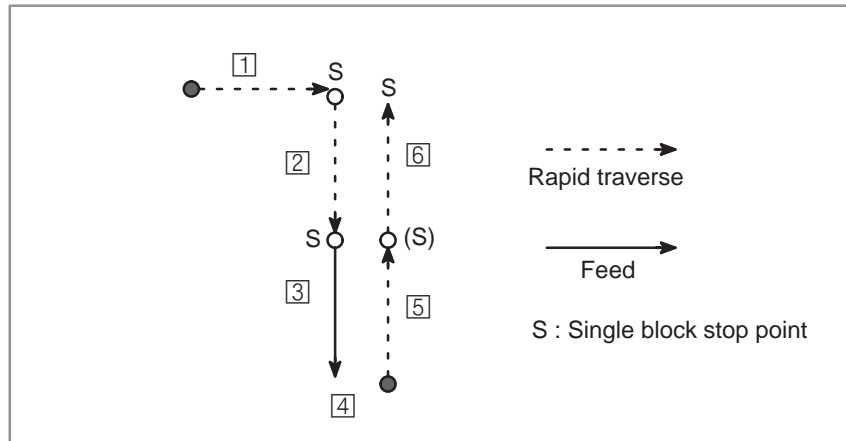 1
S
S
2
6
Rapid traverse
S
(S)
3
Feed
5
S : Single block stop point
4